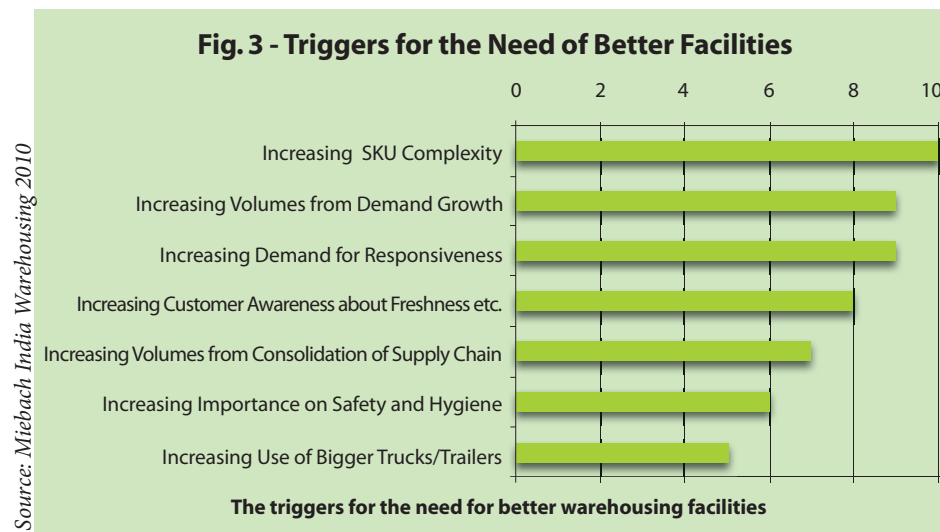 Fig. 3 - Triggers for the Need of Better Facilities
0 2 4 6 8 10
Increasing SKU Complexity
Increasing Volumes from Demand Growth
Increasing Demand for Responsiveness
Increasing Customer Awareness about Freshness etc.
Increasing Volumes from Consolidation of Supply Chain
Increasing Importance on Safety and Hygiene
Increasing Use of Bigger Trucks/Trailers
The triggers for the need for better warehousing facilities
Source: Miebach India Warehousing 2010